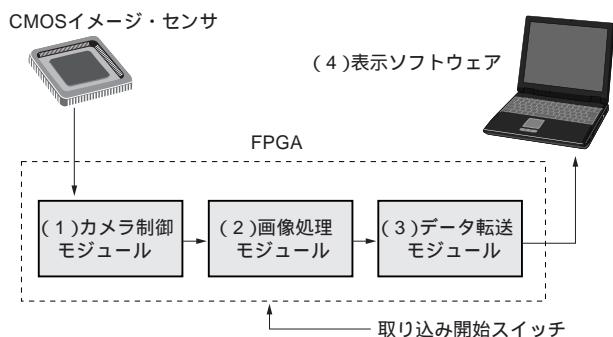 CMOSイメージ・センサ
(4)表示ソフトウェア
FPGA
(1)カメラ制御
モジュール
(2)画像処理
モジュール
(3)データ転送
モジュール
取り込み開始スイッチ